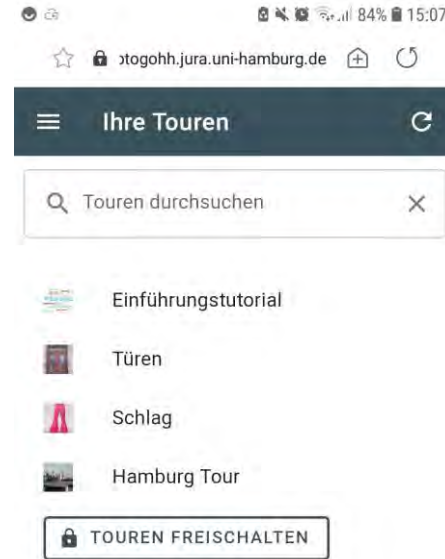 84% 15:07
otogohh.jura.uni-hamburg.de
Ihre Touren
Touren durchsuchen
Einführungstutorial
Türen
Schlag
Hamburg Tour
TOUREN FREISCHALTEN